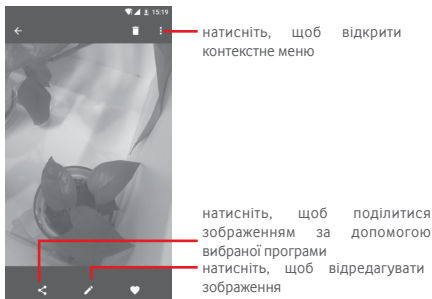 15:19
натисніть, щоб відкрити
контекстне меню
натисніть, щоб поділитися
зображенням за допомогою
вибраної програми
натисніть, щоб відредагувати
зображення